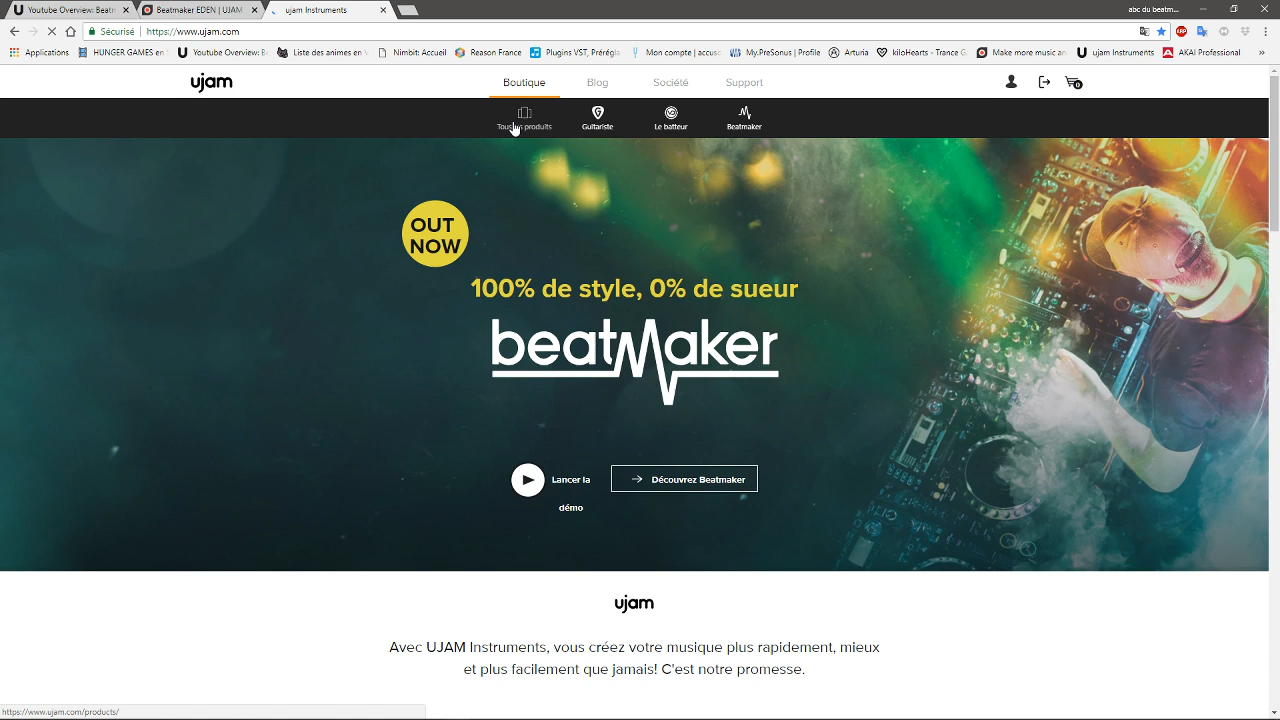 Youtube Overview: Beatm
Beatmaker EDEN | UJAM
ujam Instruments
abc du beatm...
Sécurisé
https://www.ujam.com
Applications
HUNGER GAMES en
Youtube Overview: Be
Liste des animes en V
Nimbit: Accueil
Reason France
Plugins VST, Prérégla
Mon compte | accus
My.PreSonus | Profile
Arturia
kiloHearts - Trance G
Make more music an
ujam Instruments
AKAI Professional
»
ujam
Boutique
Blog
Société
Support
0
Tous les produits
Guitariste
Le batteur
Beatmaker
OUT
NOW
100% de style, 0% de sueur
beatmaker
Lancer la
démo
Découvrez Beatmaker
ujam
Avec UJAM Instruments, vous créez votre musique plus rapidement, mieux
et plus facilement que jamais! C'est notre promesse.
https://www.ujam.com/products/